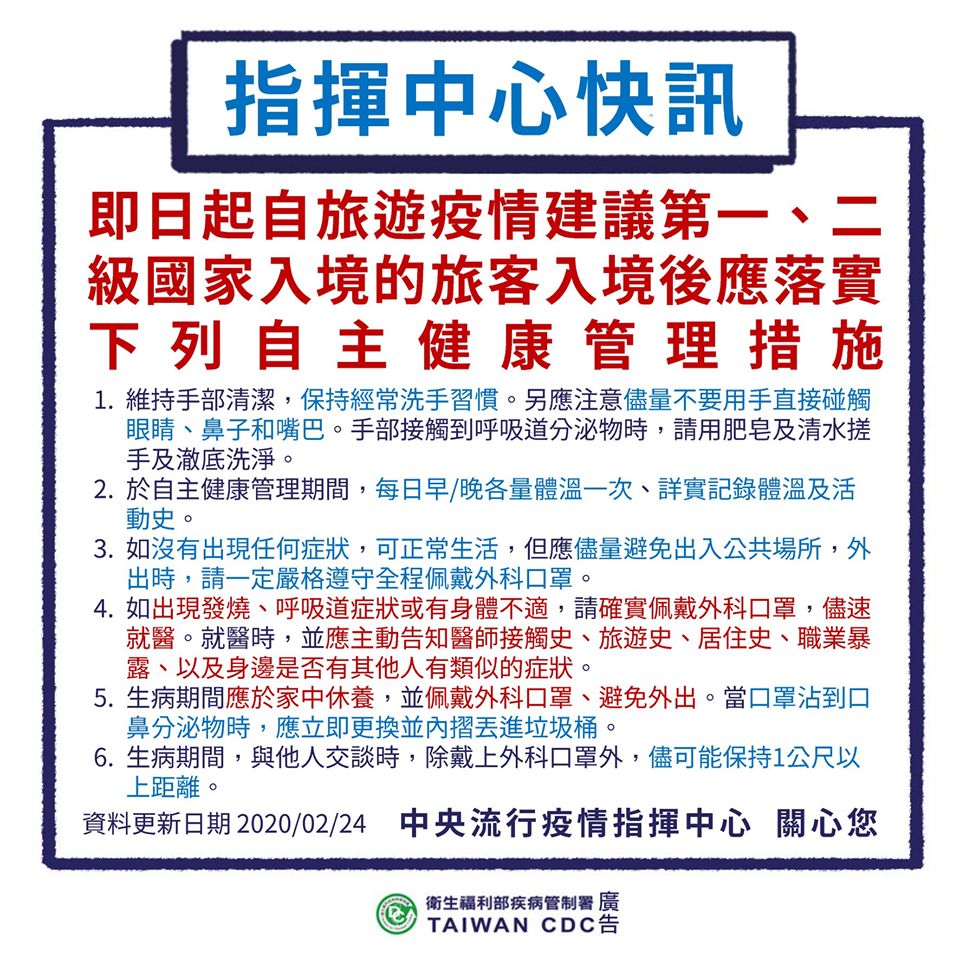 指揮中心快訊
即日起自旅遊疫情建議第一、二
級國家入境的旅客入境後應落實
下列自主健康管理措施
1. 維持手部清潔，保持經常洗手習慣。另應注意儘量不要用手直接碰觸
眼睛、鼻子和嘴巴。手部接觸到呼吸道分泌物時，請用肥皂及清水搓
手及澈底洗淨。
2. 於自主健康管理期間，每日早/晚各量體溫一次、詳實記錄體溫及活
動史。
3. 如沒有出現任何症狀，可正常生活，但應儘量避免出入公共場所，外
出時，請一定嚴格遵守全程佩戴外科口罩。
4. 如出現發燒、呼吸道症狀或有身體不適，請確實佩戴外科口罩，儘速
就醫。就醫時，並應主動告知醫師接觸史、旅遊史、居住史、職業暴
露、以及身邊是否有其他人有類似的症狀。
5. 生病期間應於家中休養，並佩戴外科口罩、避免外出。當口罩沾到口
鼻分泌物時，應立即更換並內摺丟進垃圾桶。
6. 生病期間，與他人交談時，除戴上外科口罩外，儘可能保持1公尺以
上距離。
資料更新日期 2020/02/24 中央流行疫情指揮中心 關心您
衛生福利部疾病管制署 廣告
TAIWAN CDC